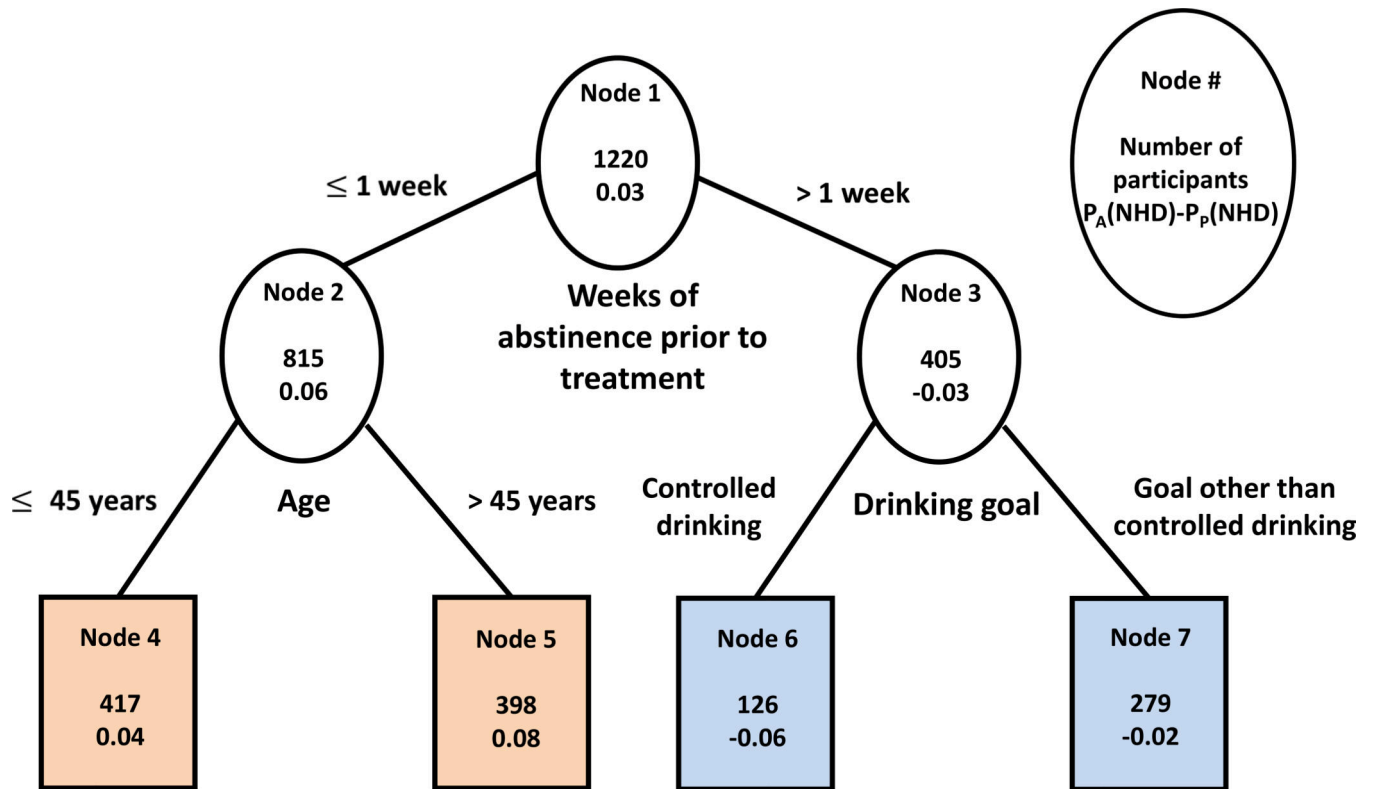 Node 1
1220
0.03
Node #
Number of
participants
P_A(NHD)-P_P(NHD)
≤ 1 week
> 1 week
Weeks of
abstinence prior to
treatment
Node 2
815
0.06
Node 3
405
-0.03
≤ 45 years
Age
> 45 years
Controlled
drinking
Drinking goal
Goal other than
controlled drinking
Node 4
417
0.04
Node 5
398
0.08
Node 6
126
-0.06
Node 7
279
-0.02